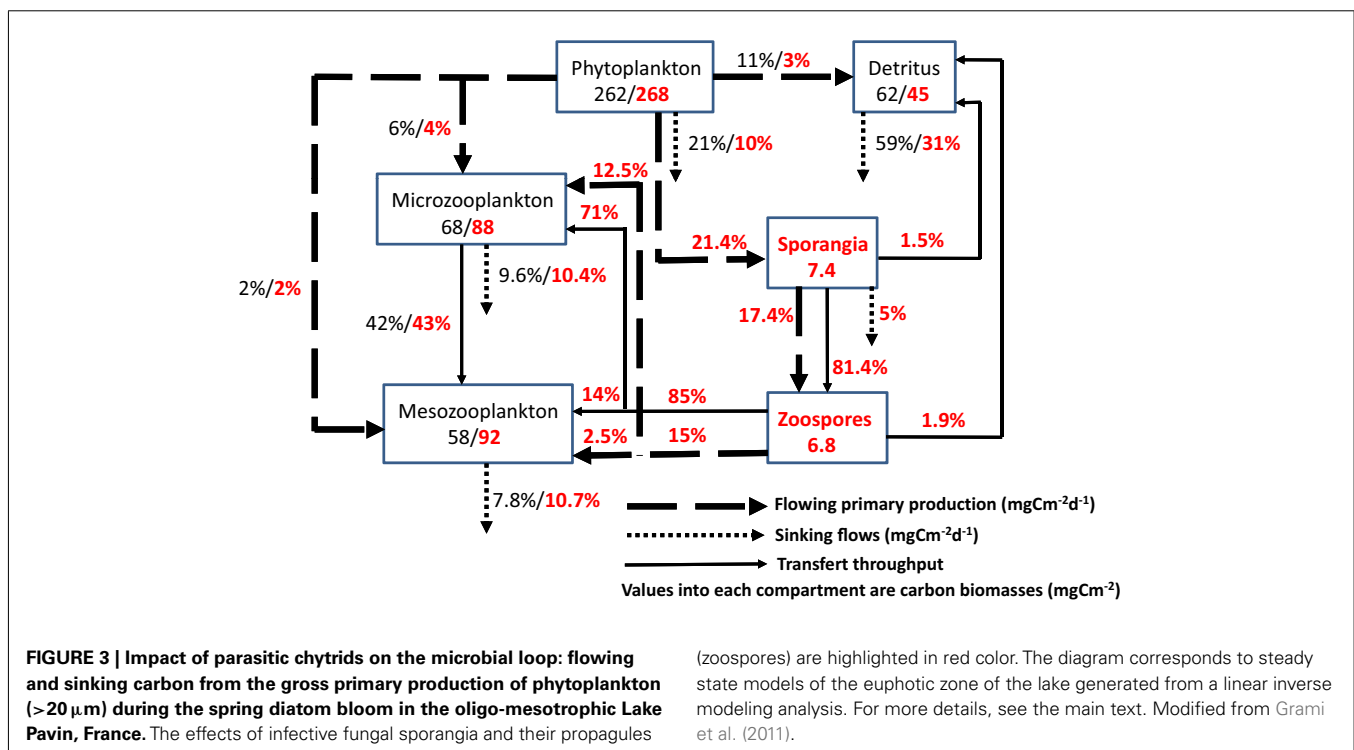 Phytoplankton
262/268
11%/3%
Detritus
62/45
6%/4%
21%/10%
59%/31%
12.5%
Microzooplankton
68/88
71%
21.4%
Sporangia
7.4
1.5%
2%/2%
9.6%/10.4%
17.4%
5%
42%/43%
81.4%
Mesozooplankton
58/92
14%
85%
Zoospores
6.8
1.9%
2.5%
15%
7.8%/10.7%
Flowing primary production (mgCm-2d-1)
Sinking flows (mgCm-2d-1)
Transfert throughput
Values into each compartment are carbon biomasses (mgCm-2)
FIGURE 3 | Impact of parasitic chytrids on the microbial loop: flowing
and sinking carbon from the gross primary production of phytoplankton
(>20 μm) during the spring diatom bloom in the oligo-mesotrophic Lake
Pavin, France. The effects of infective fungal sporangia and their propagules
(zoospores) are highlighted in red color. The diagram corresponds to steady
state models of the euphotic zone of the lake generated from a linear inverse
modeling analysis. For more details, see the main text. Modified from Grami
et al. (2011).